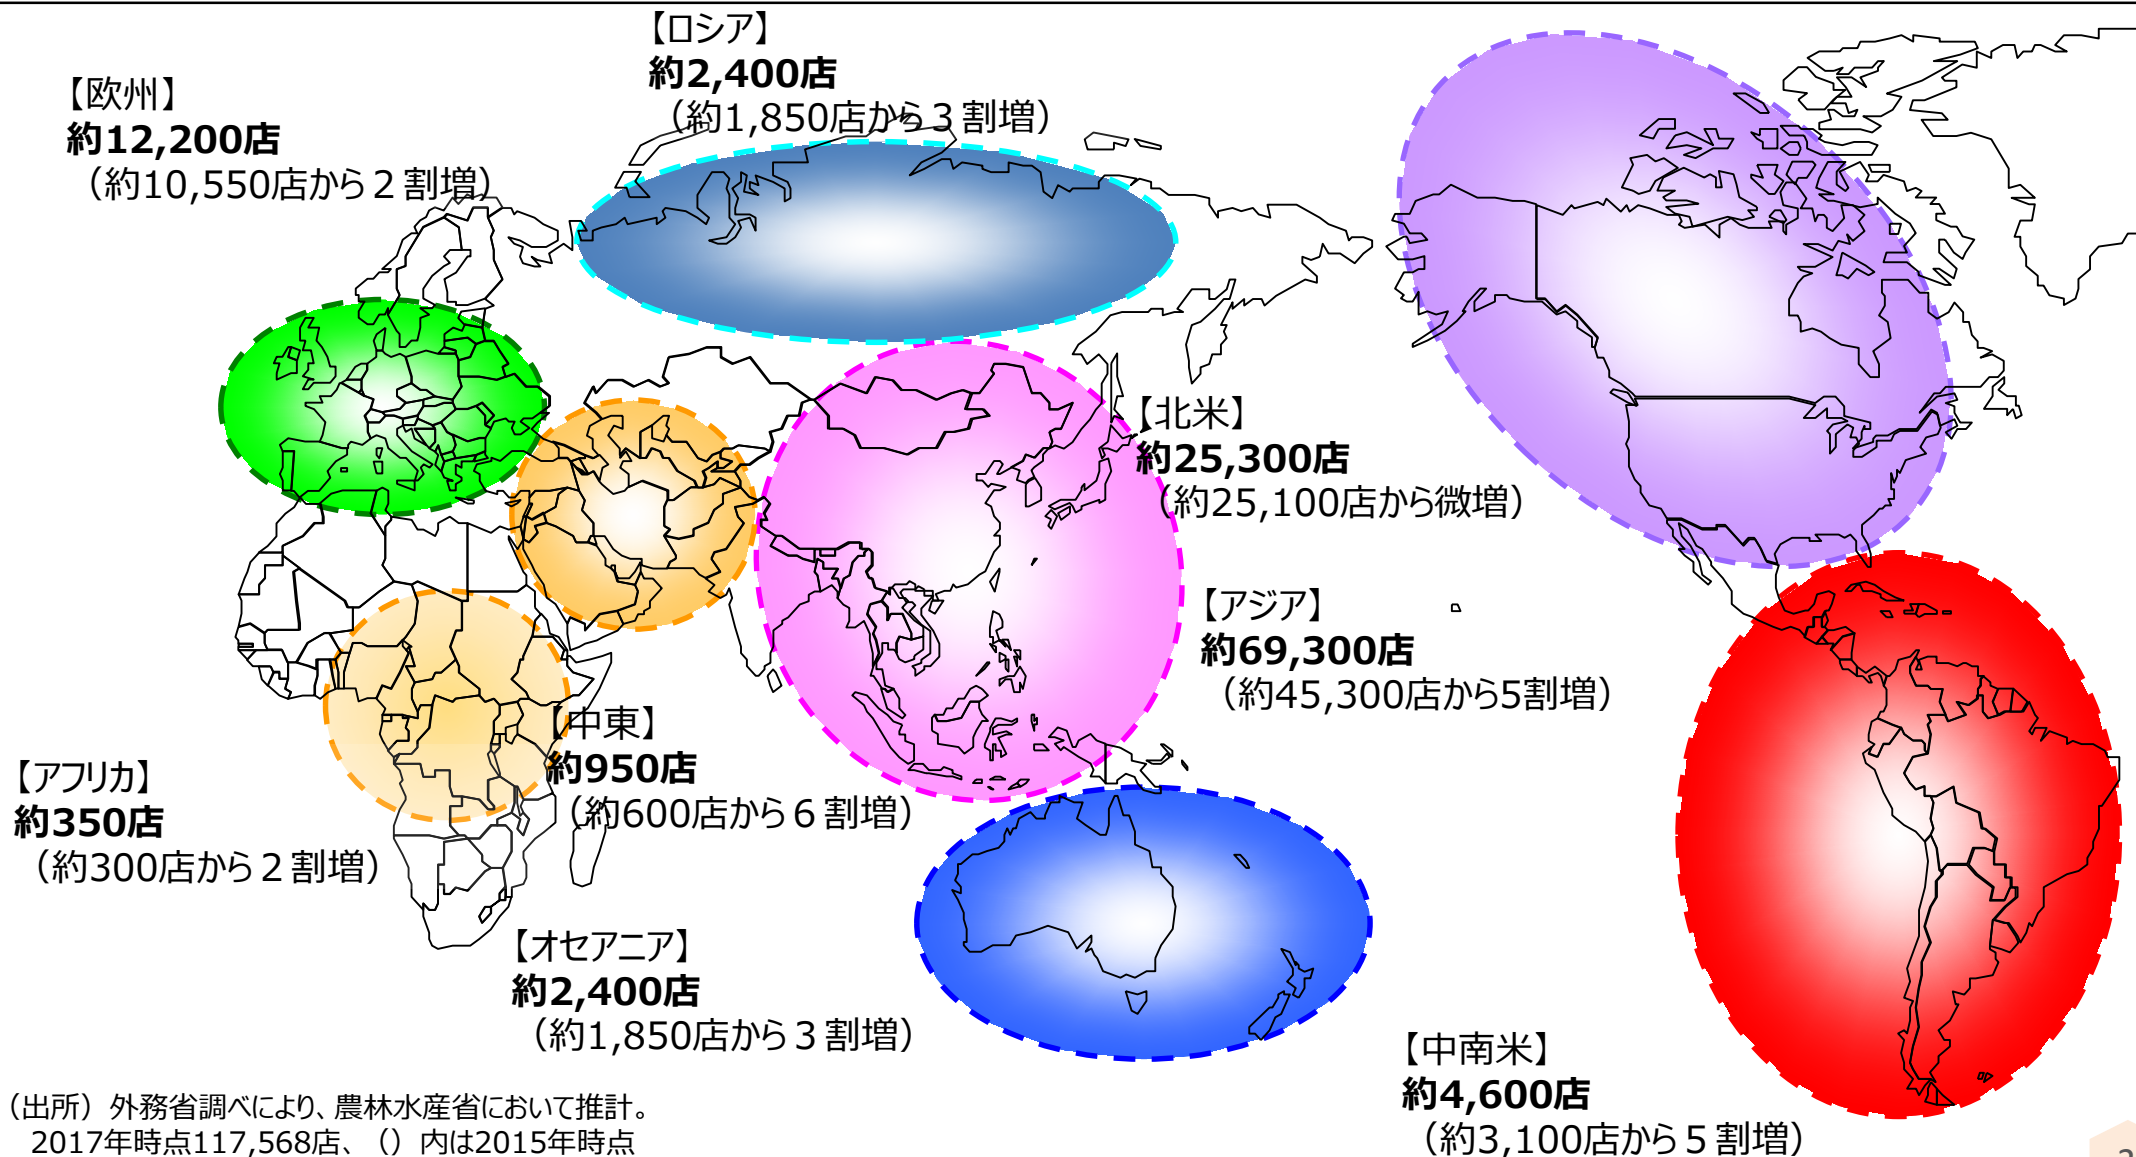 【ロシア】
約2,400店
（約1,850店から３割増）
【欧州】
約12,200店
（約10,550店から２割増）
【北米】
約25,300店
（約25,100店から微増）
【アジア】
約69,300店
（約45,300店から5割増）
【中東】
約950店
（約600店から６割増）
【アフリカ】
約350店
（約300店から２割増）
【オセアニア】
約2,400店
（約1,850店から３割増）
【中南米】
約4,600店
（約3,100店から５割増）
（出所）外務省調べにより、農林水産省において推計。
2017年時点117,568店、（）内は2015年時点